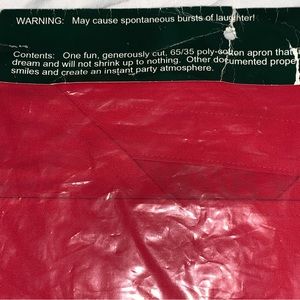 WARNING: May cause spontaneous bursts of laughter!
Contents: One fun, generously cut, 65/35 poly-cotton apron that
dream and will not shrink up to nothing. Other documented prope
smiles and create an instant party atmosphere.